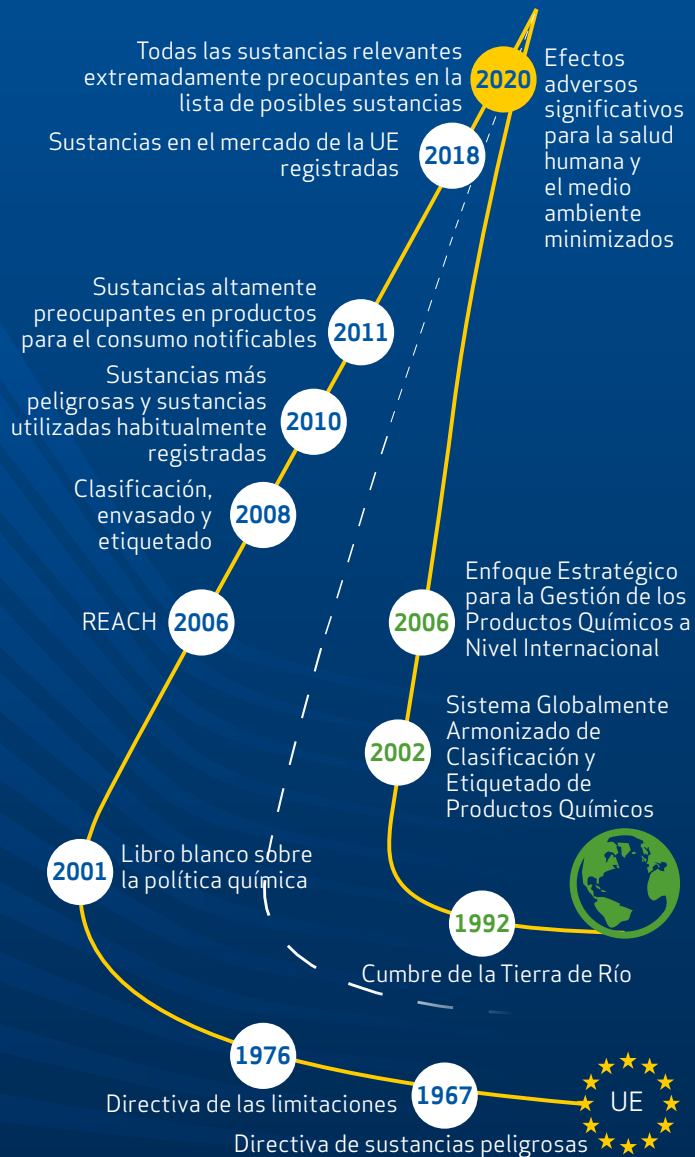 Todas las sustancias relevantes
extremadamente preocupantes en la
lista de posibles sustancias
2020
Efectos
adversos
significativos
para la salud
humana y
el medio
ambiente
minimizados
Sustancias en el mercado de la UE
registradas
2018
Sustancias altamente
preocupantes en productos
para el consumo notificables
2011
Sustancias más
peligrosas y sustancias
utilizadas habitualmente
registradas
2010
Clasificación,
envasado y
etiquetado
2008
REACH
2006
2006
Enfoque Estratégico
para la Gestión de los
Productos Químicos a
Nivel Internacional
2002
Sistema Globalmente
Armonizado de
Clasificación y
Etiquetado de
Productos Químicos
2001
Libro blanco sobre
la política química
1992
Cumbre de la Tierra de Río
1976
Directiva de las limitaciones
1967
Directiva de sustancias peligrosas
UE